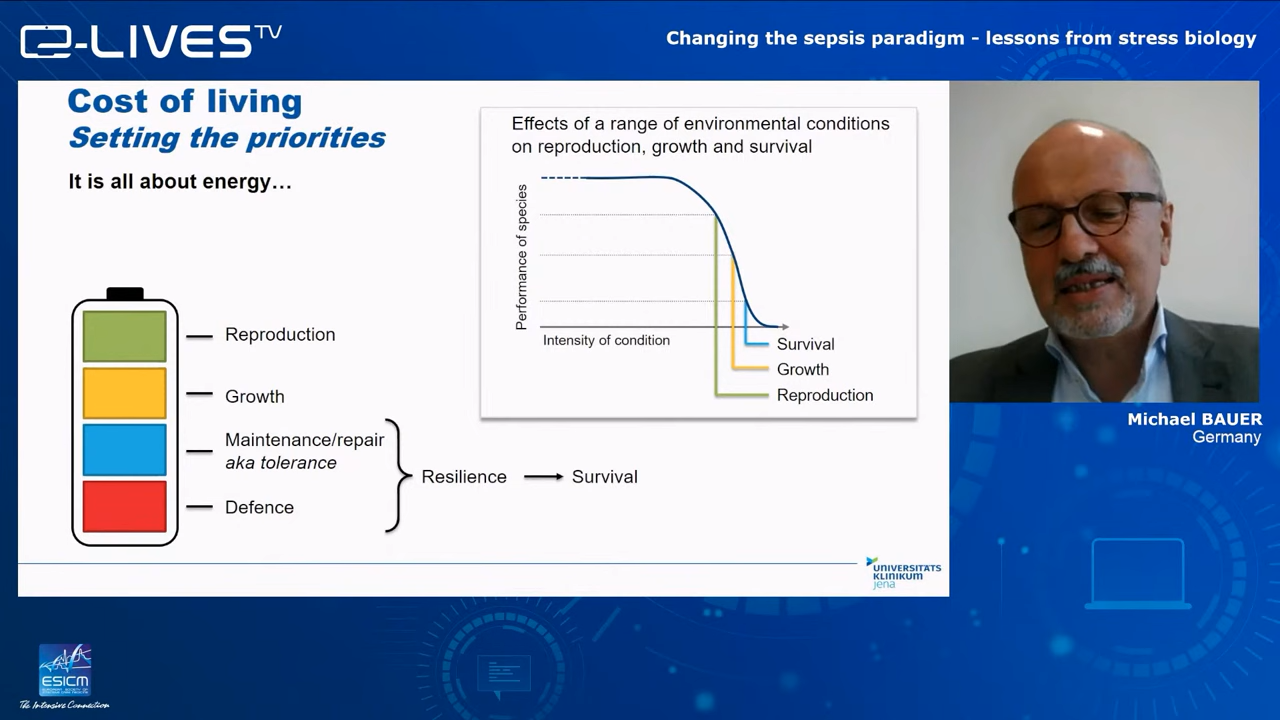 e-LIVES TV
Changing the sepsis paradigm - lessons from stress biology
Cost of living
Setting the priorities
It is all about energy…
Reproduction
Growth
Maintenance/repair
aka tolerance
Defence
Resilience
Survival
Effects of a range of environmental conditions
on reproduction, growth and survival
Performance of species
Intensity of condition
Survival
Growth
Reproduction
UNIVERSITÄTS
KLINIKUM
jena
Michael BAUER
Germany
ESICM
The Intensive Connection